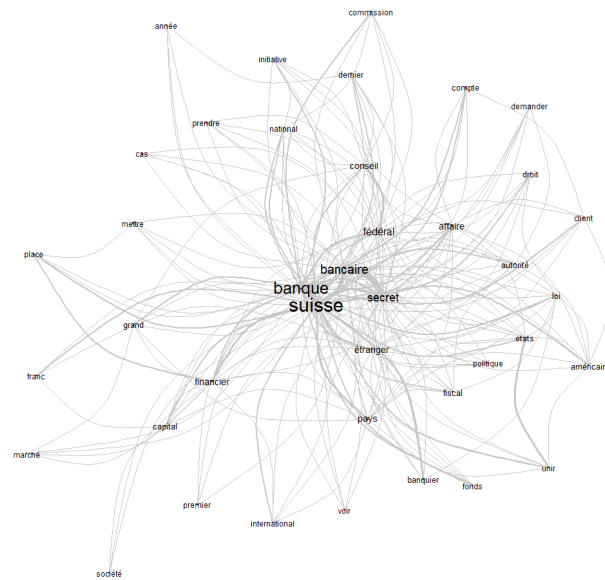 commission
année
initiative
dernier
compte
demander
prendre
national
cas
conseil
droit
mettre
fédéral
affaire
client
place
bancaire
autorité
banque
suisse
secret
loi
grand
étranger
etats
politique
américain
franc
financier
fiscal
capital
pays
marché
unir
banquier
fonds
premier
voir
international
société